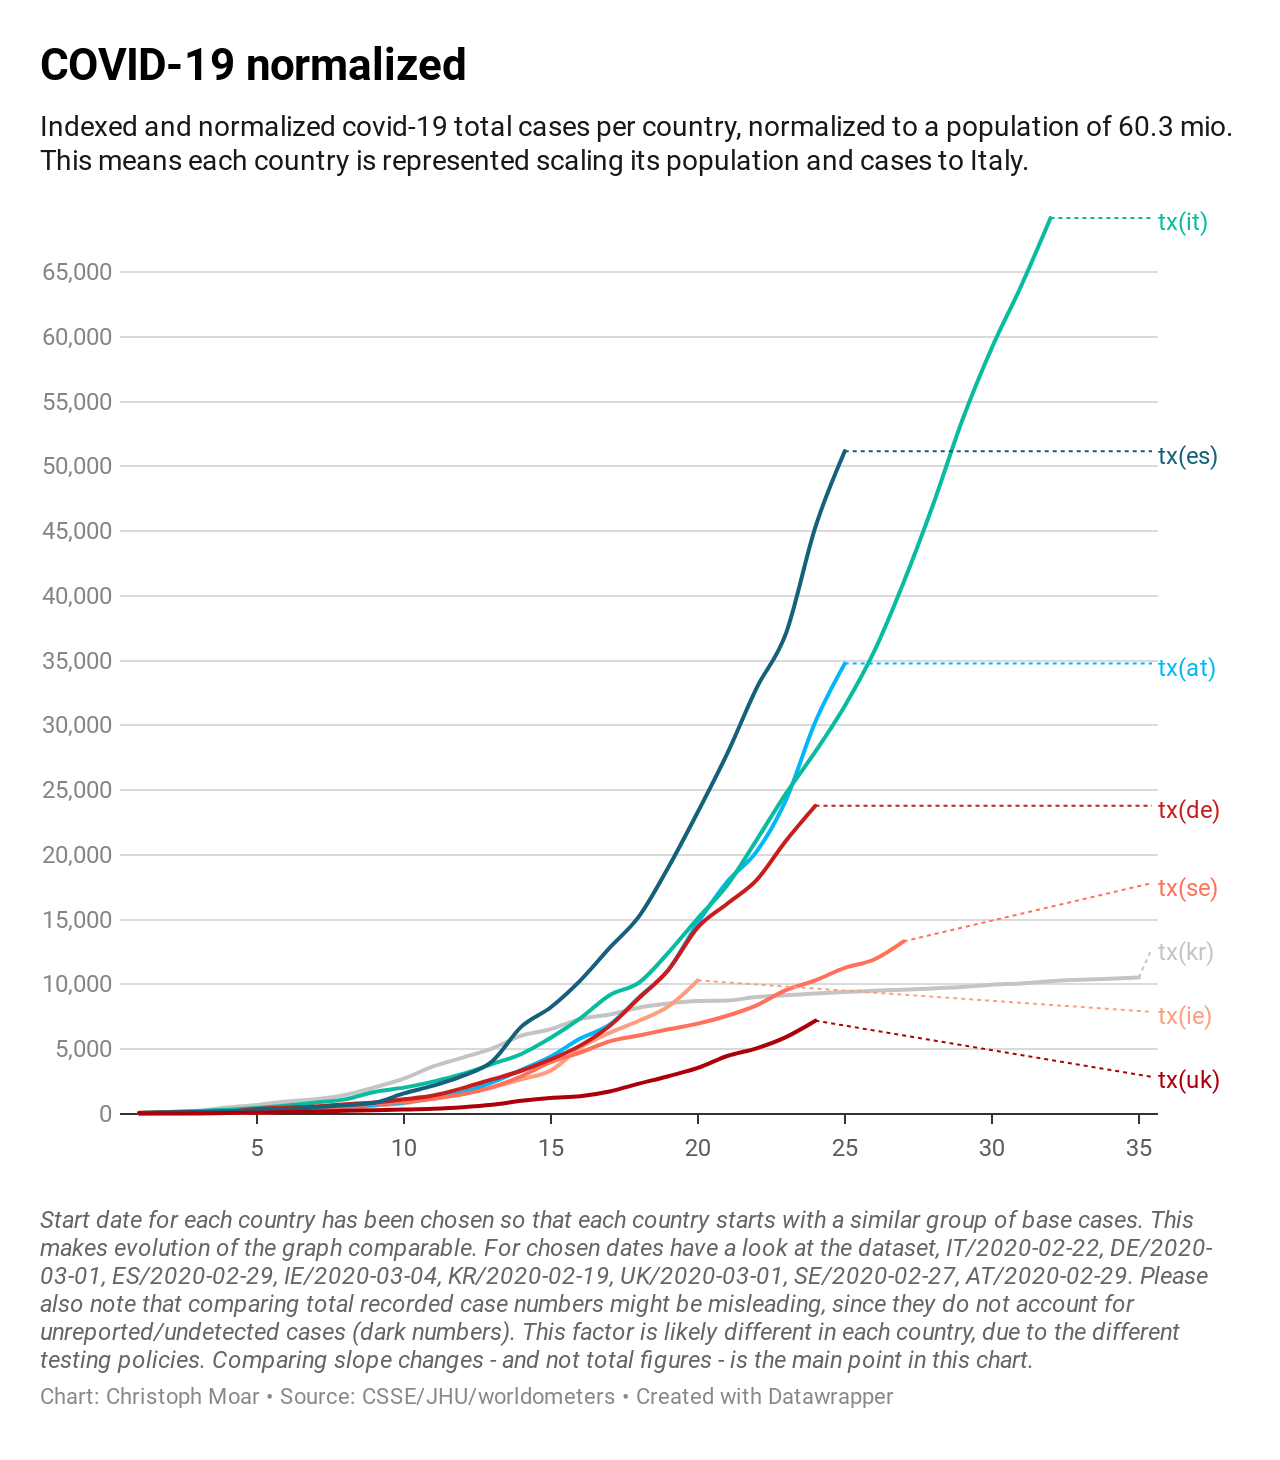 COVID-19 normalized
Indexed and normalized covid-19 total cases per country, normalized to a population of 60.3 mio.
This means each country is represented scaling its population and cases to Italy.
tx(it)
65,000
60,000
55,000
50,000
tx(es)
45,000
40,000
35,000
tx(at)
30,000
25,000
tx(de)
20,000
tx(se)
15,000
tx(kr)
10,000
tx(ie)
5,000
tx(uk)
0
5 10 15 20 25 30 35
Start date for each country has been chosen so that each country starts with a similar group of base cases. This
makes evolution of the graph comparable. For chosen dates have a look at the dataset, IT/2020-02-22, DE/2020-
03-01, ES/2020-02-29, IE/2020-03-04, KR/2020-02-19, UK/2020-03-01, SE/2020-02-27, AT/2020-02-29. Please
also note that comparing total recorded case numbers might be misleading, since they do not account for
unreported/undetected cases (dark numbers). This factor is likely different in each country, due to the different
testing policies. Comparing slope changes - and not total figures - is the main point in this chart.
Chart: Christoph Moar • Source: CSSE/JHU/worldometers • Created with Datawrapper